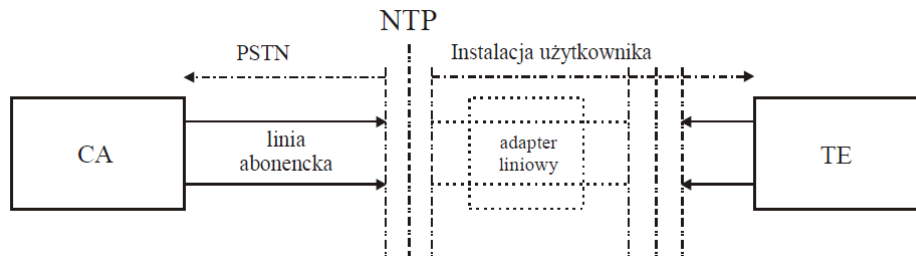 NTP
PSTN
Instalacja użytkownika
CA
linia
abonencka
adapter
liniowy
TE